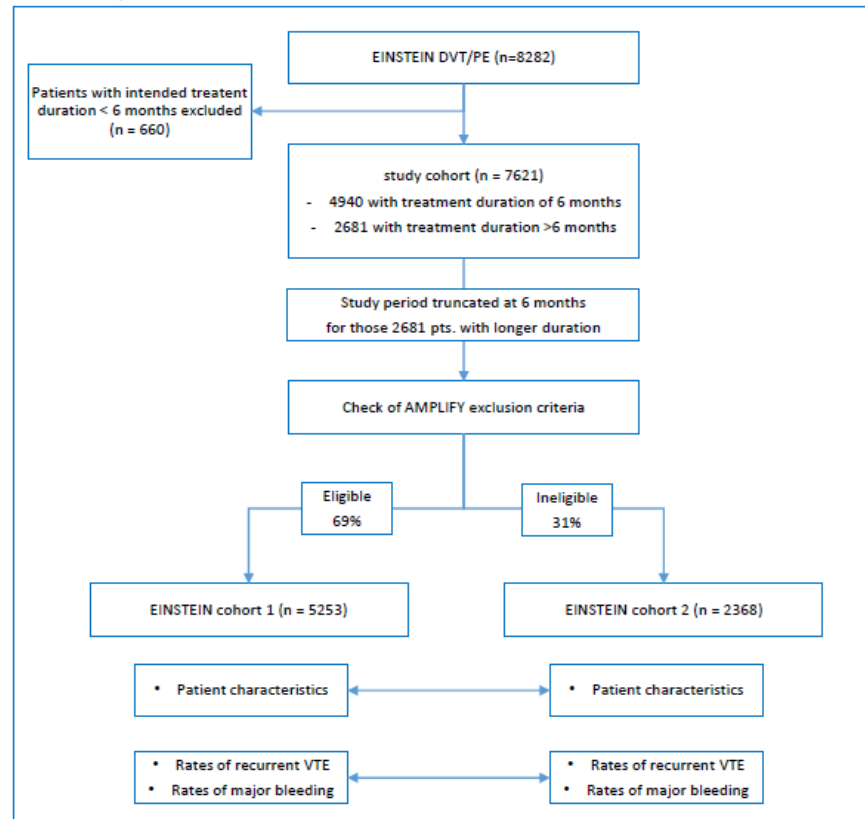 EINSTEIN DVT/PE (n=8282)
Patients with intended treatent
duration < 6 months excluded
(n = 660)
study cohort (n = 7621)
- 4940 with treatment duration of 6 months
- 2681 with treatment duration >6 months
Study period truncated at 6 months
for those 2681 pts. with longer duration
Check of AMPLIFY exclusion criteria
Eligible
69%
Ineligible
31%
EINSTEIN cohort 1 (n = 5253)
EINSTEIN cohort 2 (n = 2368)
• Patient characteristics
• Patient characteristics
• Rates of recurrent VTE
• Rates of major bleeding
• Rates of recurrent VTE
• Rates of major bleeding